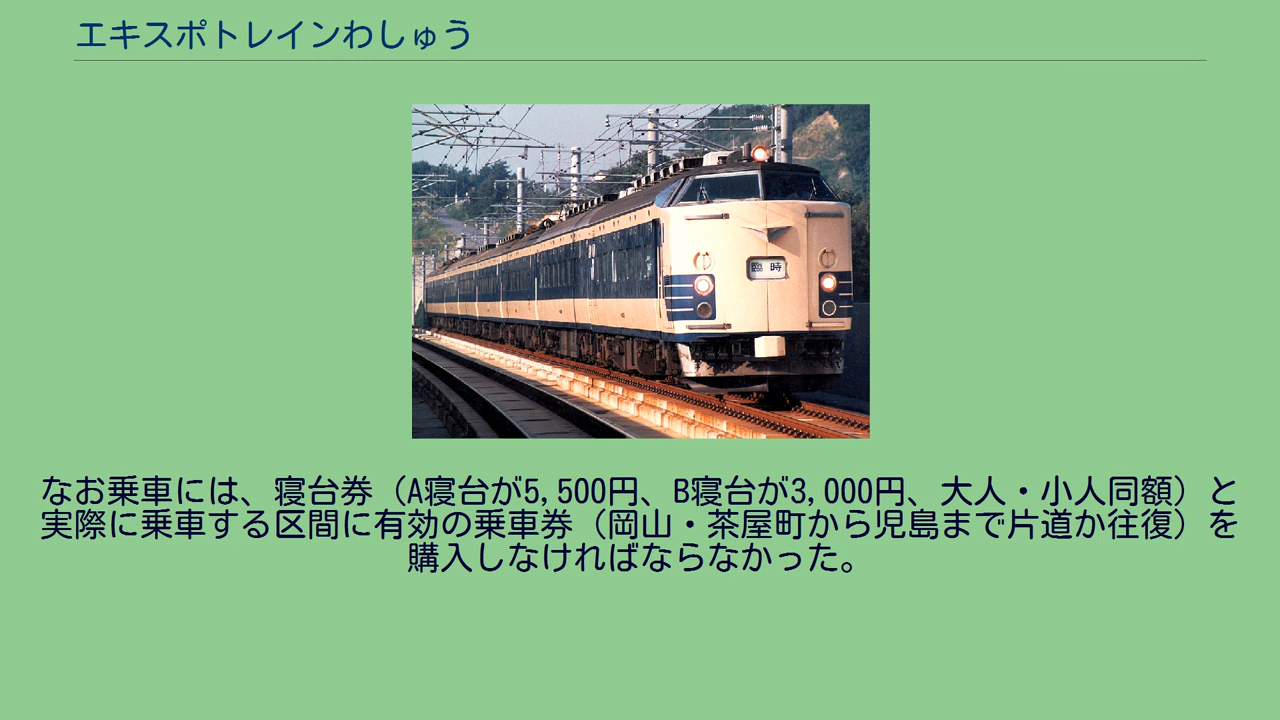 エキスポトレインわしゅう
臨時
なお乗車には、寝台券（A寝台が5,500円、B寝台が3,000円、大人・小人同額）と
実際に乗車する区間に有効の乗車券（岡山・茶屋町から児島まで片道か往復）を
購入しなければならなかった。